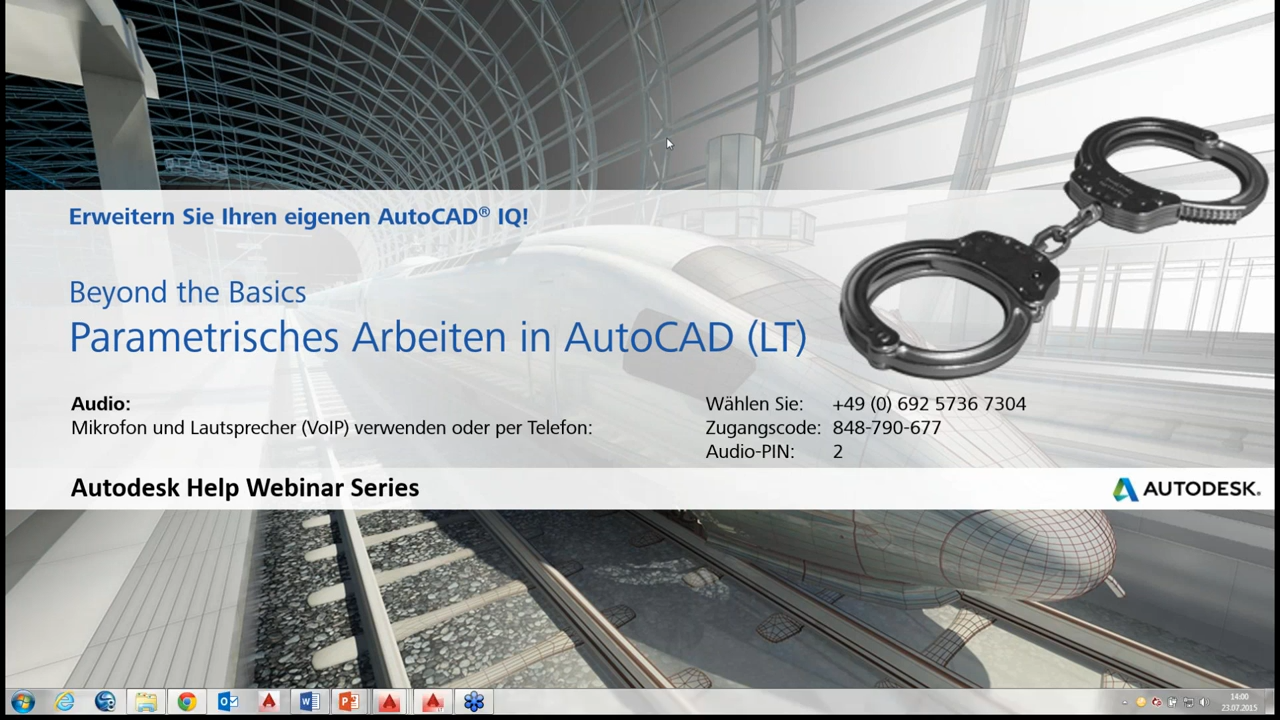 Erweitern Sie Ihren eigenen AutoCAD® IQ!
Beyond the Basics
Parametrisches Arbeiten in AutoCAD (LT)
Audio:
Mikrofon und Lautsprecher (VoIP) verwenden oder per Telefon:
Wählen Sie: +49 (0) 692 5736 7304
Zugangscode: 848-790-677
Audio-PIN: 2
Autodesk Help Webinar Series
AUTODESK®
14:00
23.07.2015